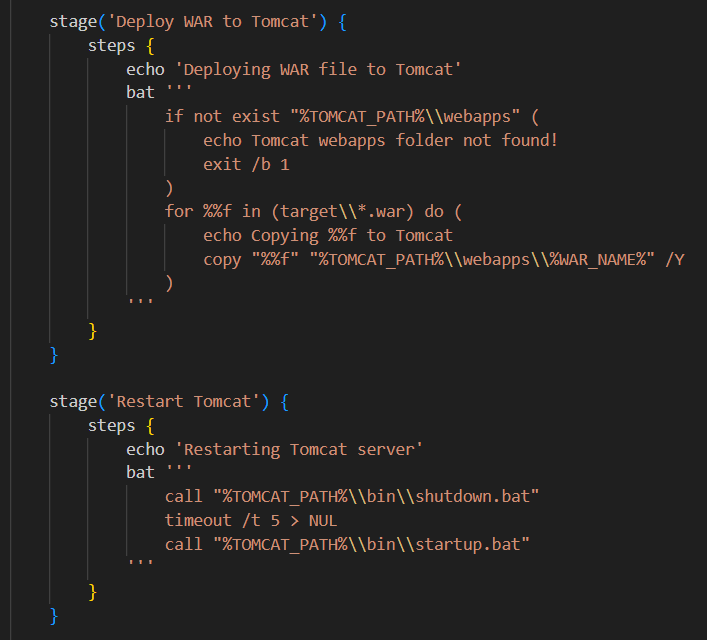 stage('Deploy WAR to Tomcat') {
    steps {
        echo 'Deploying WAR file to Tomcat'
        bat '''
            if not exist "%TOMCAT_PATH%\\webapps" (
                echo Tomcat webapps folder not found!
                exit /b 1
            )
            for %%f in (target\\*.war) do (
                echo Copying %%f to Tomcat
                copy "%%f" "%TOMCAT_PATH%\\webapps\\%WAR_NAME%" /Y
            )
        '''
    }
}

stage('Restart Tomcat') {
    steps {
        echo 'Restarting Tomcat server'
        bat '''
            call "%TOMCAT_PATH%\\bin\\shutdown.bat"
            timeout /t 5 > NUL
            call "%TOMCAT_PATH%\\bin\\startup.bat"
        '''
    }
}